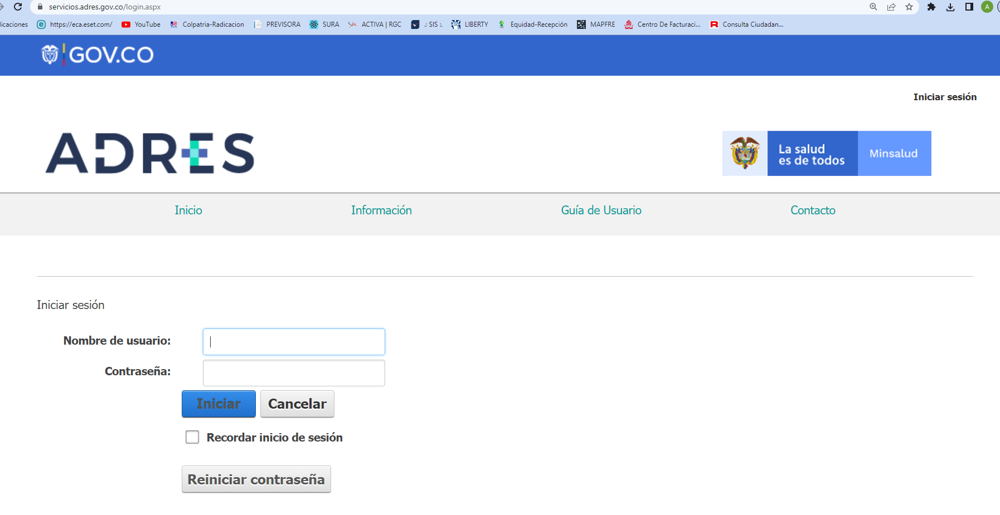 servicios.adres.gov.co/login.aspx
A
licaciones https://eca.eset.com/ YouTube Colpatria-Radicacion PREVISORA SURA ACTIVA | RGC .: SIS :. LIBERTY Equidad-Recepción MAPFRE Centro De Facturaci... Consulta Ciudadan...
GOV.CO
Iniciar sesión
ADRES
La salud
es de todos
Minsalud
Inicio Información Guía de Usuario Contacto
Iniciar sesión
Nombre de usuario:
Contraseña:
Iniciar Cancelar
Recordar inicio de sesión
Reiniciar contraseña